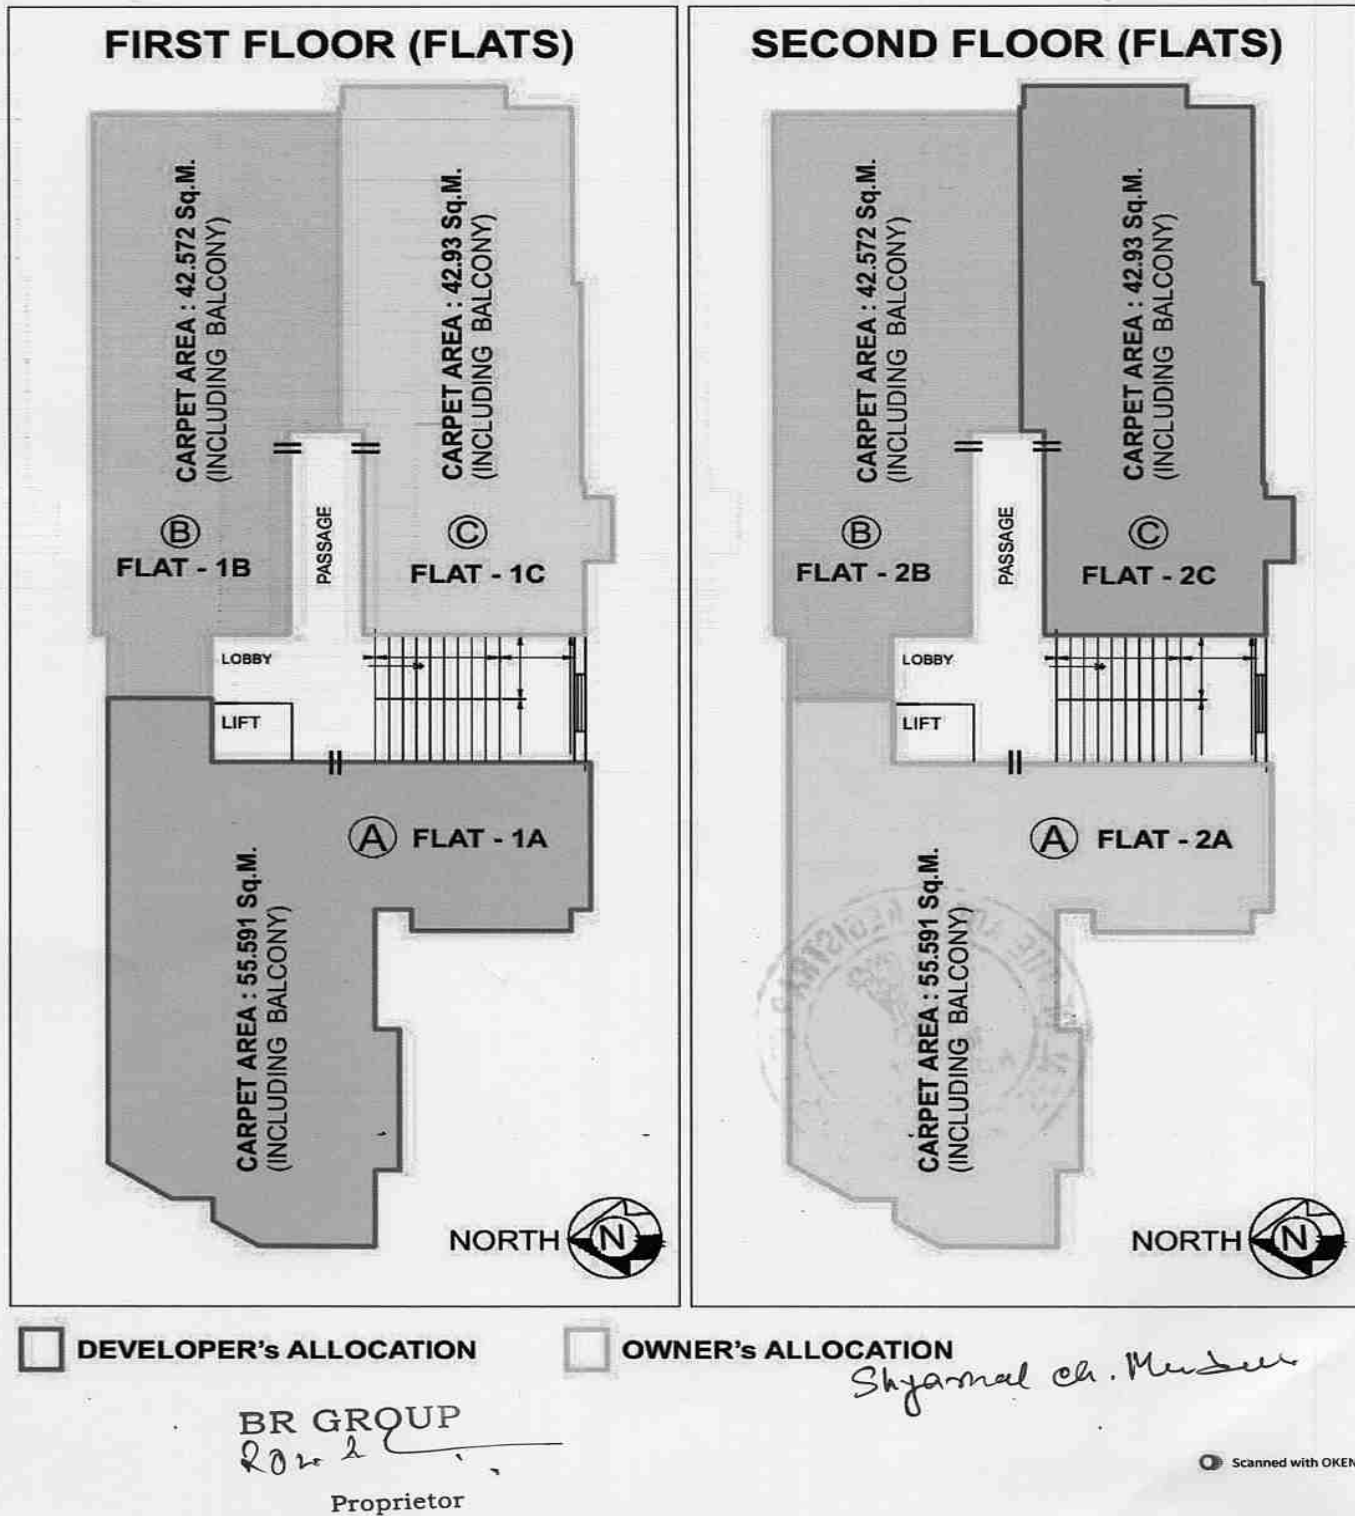 FIRST FLOOR (FLATS)
CARPET AREA : 42.572 Sq.M.
(INCLUDING BALCONY)
B
FLAT - 1B
CARPET AREA : 42.93 Sq.M.
(INCLUDING BALCONY)
C
FLAT - 1C
PASSAGE
LOBBY
LIFT
A FLAT - 1A
CARPET AREA : 55.591 Sq.M.
(INCLUDING BALCONY)
NORTH N
SECOND FLOOR (FLATS)
CARPET AREA : 42.572 Sq.M.
(INCLUDING BALCONY)
B
FLAT - 2B
CARPET AREA : 42.93 Sq.M.
(INCLUDING BALCONY)
C
FLAT - 2C
PASSAGE
LOBBY
LIFT
A FLAT - 2A
CARPET AREA : 55.591 Sq.M.
(INCLUDING BALCONY)
NORTH N
DEVELOPER's ALLOCATION
OWNER's ALLOCATION
Shyamal Ch.
BR GROUP
Proprietor
Scanned with OKEN